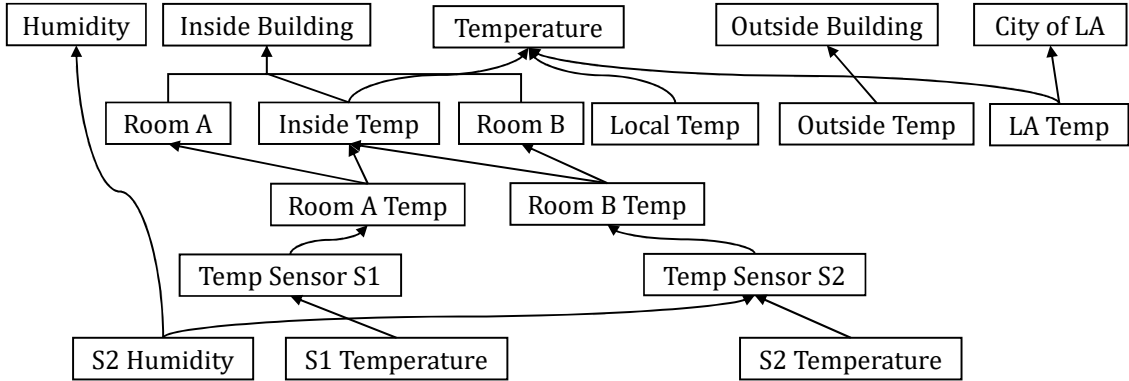 Humidity
Inside Building
Temperature
Outside Building
City of LA
Room A
Inside Temp
Room B
Local Temp
Outside Temp
LA Temp
Room A Temp
Room B Temp
Temp Sensor S1
Temp Sensor S2
S2 Humidity
S1 Temperature
S2 Temperature